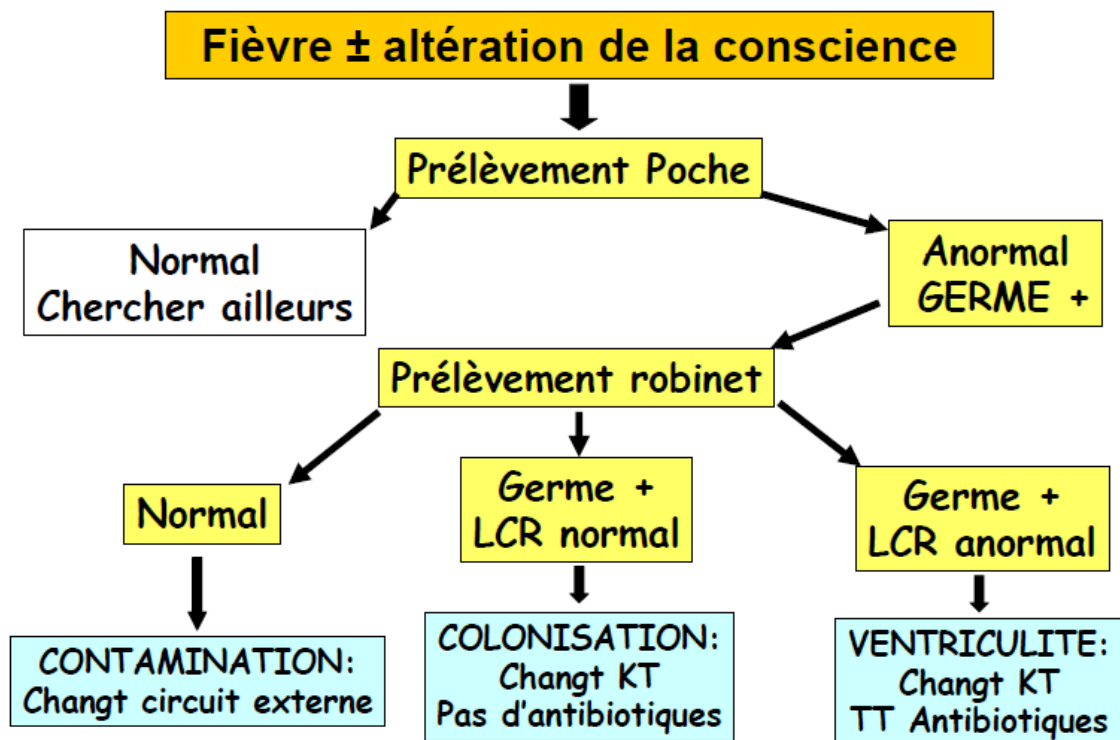 Fièvre ± altération de la conscience
Prélèvement Poche
Normal
Chercher ailleurs
Anormal
GERME +
Prélèvement robinet
Normal
Germe +
LCR normal
Germe +
LCR anormal
CONTAMINATION:
Changt circuit externe
COLONISATION:
Changt KT
Pas d'antibiotiques
VENTRICULITE:
Changt KT
TT Antibiotiques